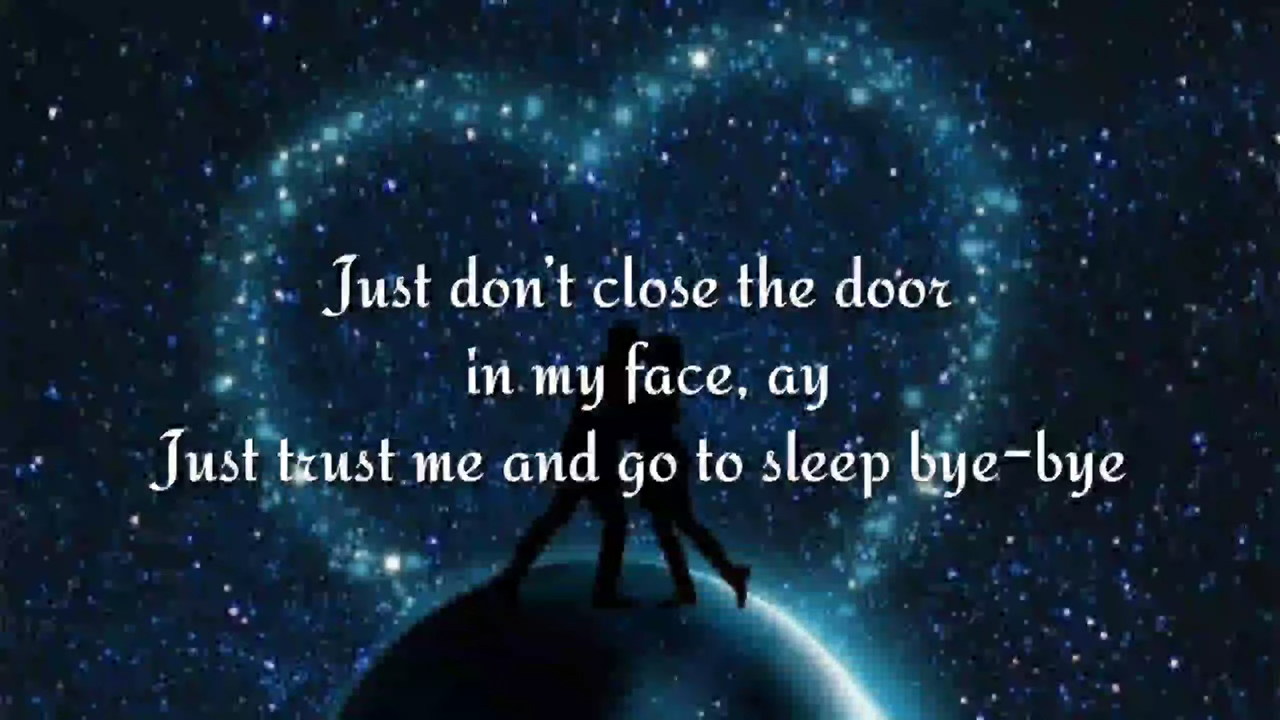 Just don't close the door
in my face, ay
Just trust me and go to sleep bye-bye